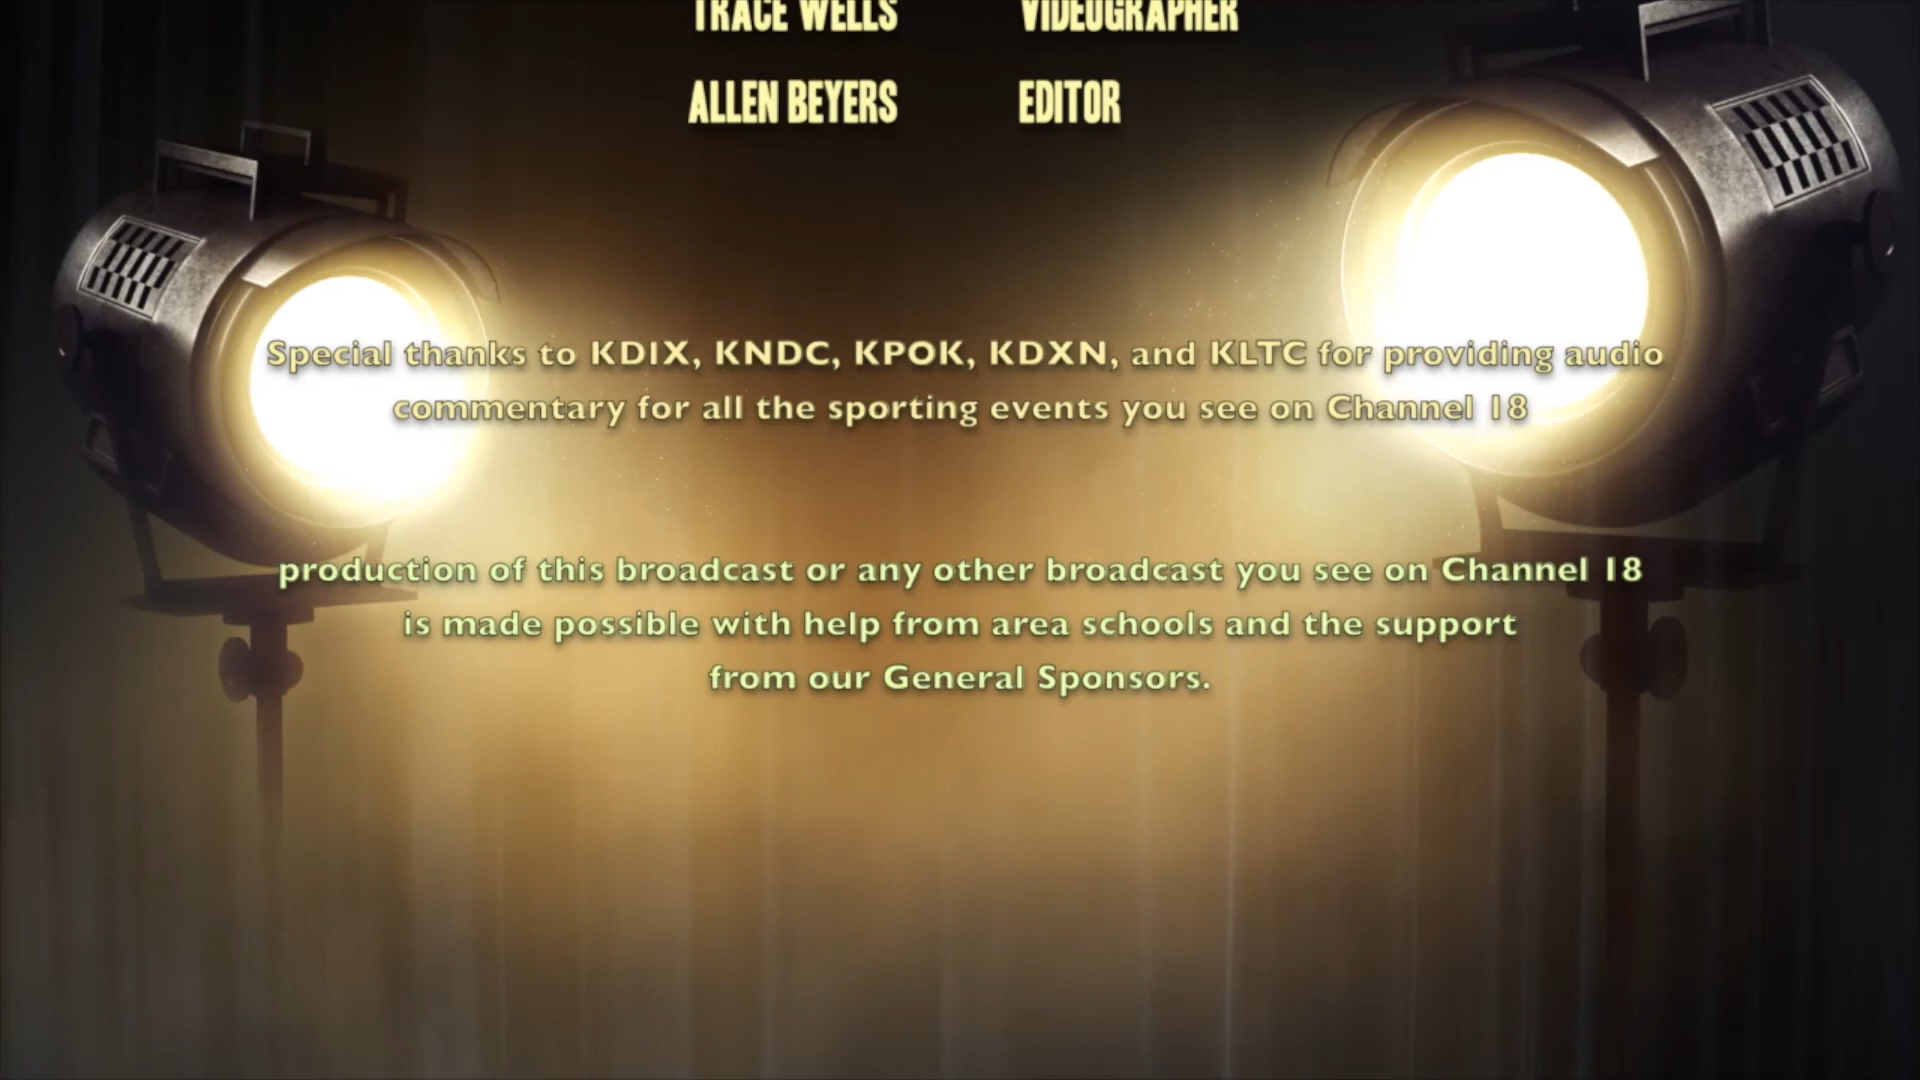 TRACE WELLS VIDEOGRAPHER
ALLEN BEYERS EDITOR
Special thanks to KDIX, KNDC, KPOK, KDXN, and KLTC for providing audio
commentary for all the sporting events you see on Channel 18
production of this broadcast or any other broadcast you see on Channel 18
is made possible with help from area schools and the support
from our General Sponsors.